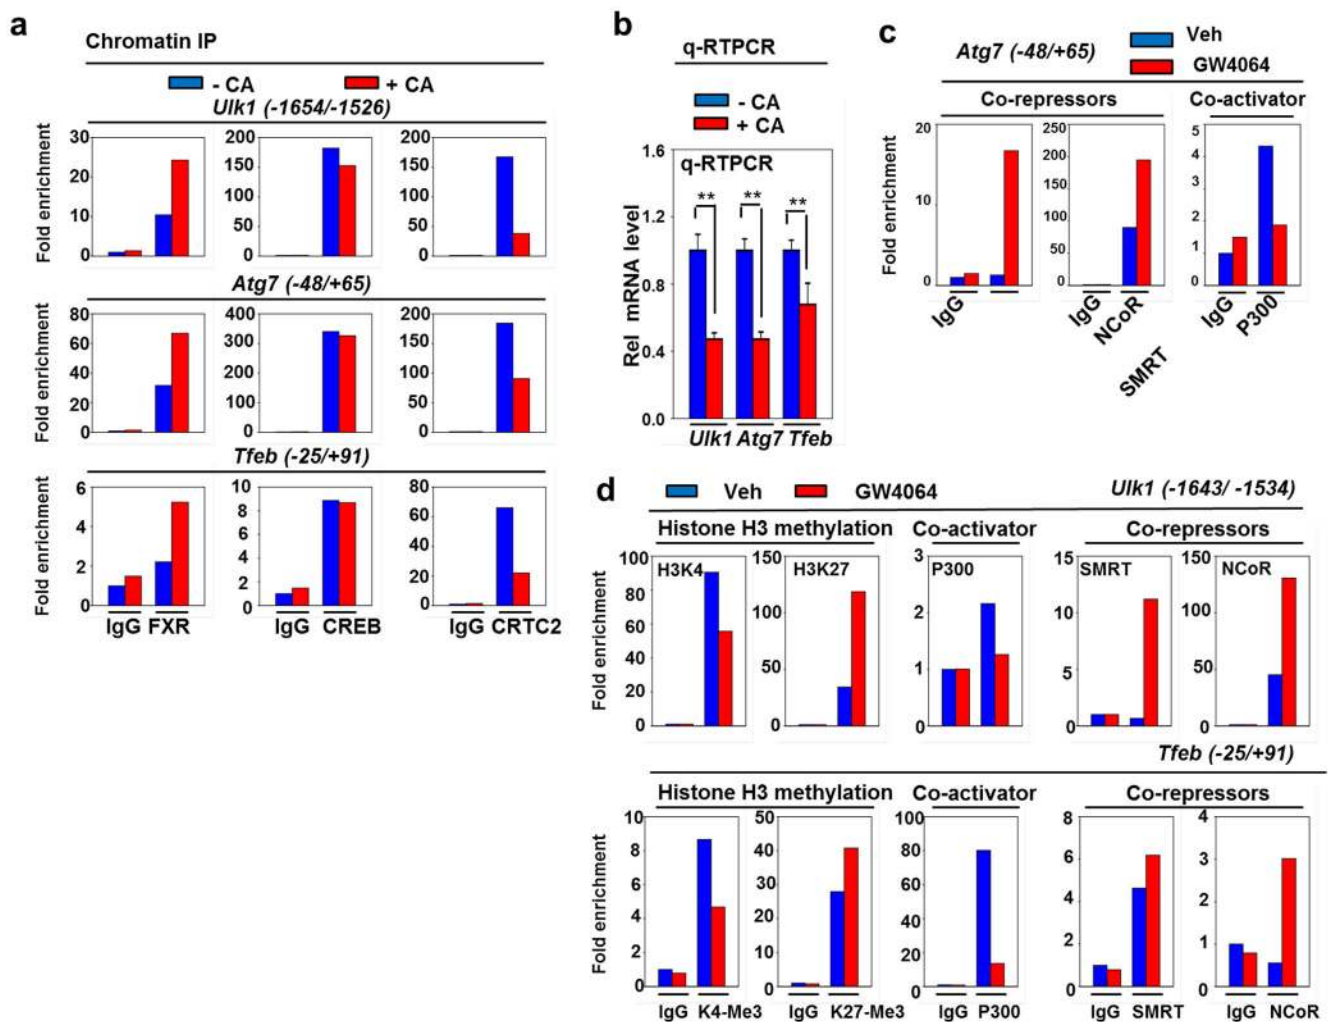 a
Chromatin IP
- CA + CA
Ulk1 (-1654/-1526)
Fold enrichment
30
20
10
0
200
150
100
50
0
200
150
100
50
0
Atg7 (-48/+65)
Fold enrichment
80
60
40
20
0
400
300
200
100
0
200
150
100
50
0
Tfeb (-25/+91)
Fold enrichment
6
4
2
0
10
8
6
4
2
0
80
60
40
20
0
IgG FXR IgG CREB IgG CRTC2
b
q-RTPCR
- CA
+ CA
q-RTPCR
Rel mRNA level
1.6
1.2
0.8
0.4
0.0
** ** **
Ulk1 Atg7 Tfeb
c
Atg7 (-48/+65)
Veh
GW4064
Co-repressors Co-activator
Fold enrichment
20
10
0
250
200
150
100
50
0
5
4
3
2
1
0
IgG IgG NCoR IgG P300
SMRT
d
Veh GW4064 Ulk1 (-1643/ -1534)
Histone H3 methylation Co-activator Co-repressors
Fold enrichment
100
80
60
40
20
0
H3K4
150
100
50
0
H3K27
3
2
1
0
P300
15
10
5
0
SMRT
150
100
50
0
NCoR
Tfeb (-25/+91)
Histone H3 methylation Co-activator Co-repressors
Fold enrichment
10
8
6
4
2
0
50
40
30
20
10
0
100
80
60
40
20
0
8
6
4
2
0
4
3
2
1
0
IgG K4-Me3 IgG K27-Me3 IgG P300 IgG SMRT IgG NCoR